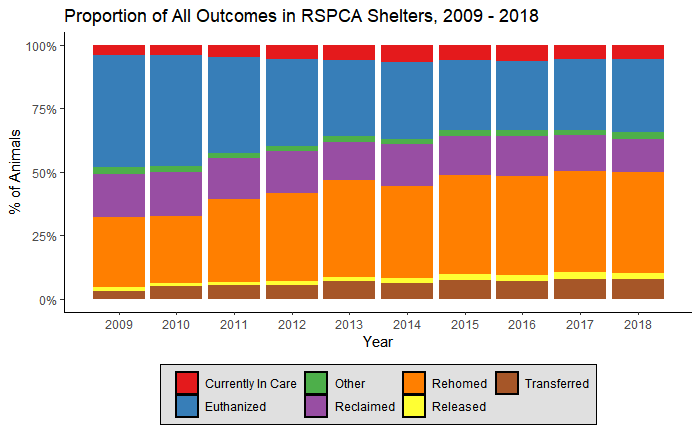 Proportion of All Outcomes in RSPCA Shelters, 2009 - 2018
100%
75%
50%
25%
0%
% of Animals
2009 2010 2011 2012 2013 2014 2015 2016 2017 2018
Year
Currently In Care Other Rehomed Transferred
Euthanized Reclaimed Released